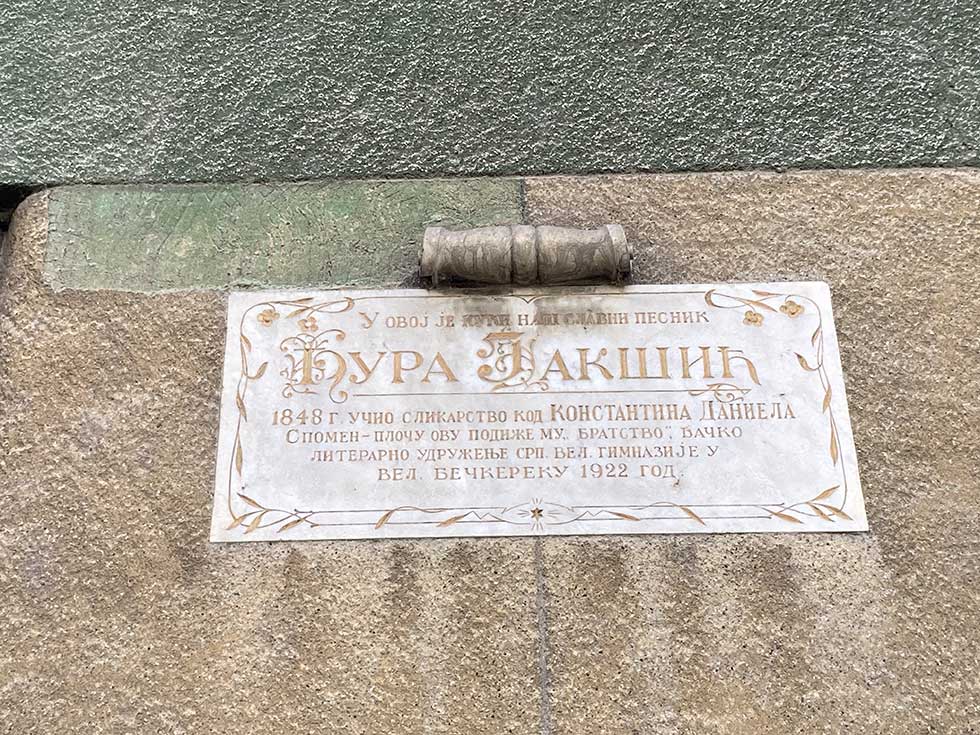 У ОВОЈ ЈЕ КУЋИ НАШ СЛАВНИ ПЕСНИК
ЂУРА ЈАКШИЋ
1848 Г. УЧИО СЛИКАРСТВО КОД КОНСТАНТИНА ДАНИЕЛА
СПОМЕН-ПЛОЧУ ОВУ ПОДИЖЕ МУ „БРАТСТВО”, ЂАЧКО
ЛИТЕРАРНО УДРУЖЕЊЕ СРП. ВЕЛ. ГИМНАЗИЈЕ У
ВЕЛ. БЕЧКЕРЕКУ 1922 ГОД.